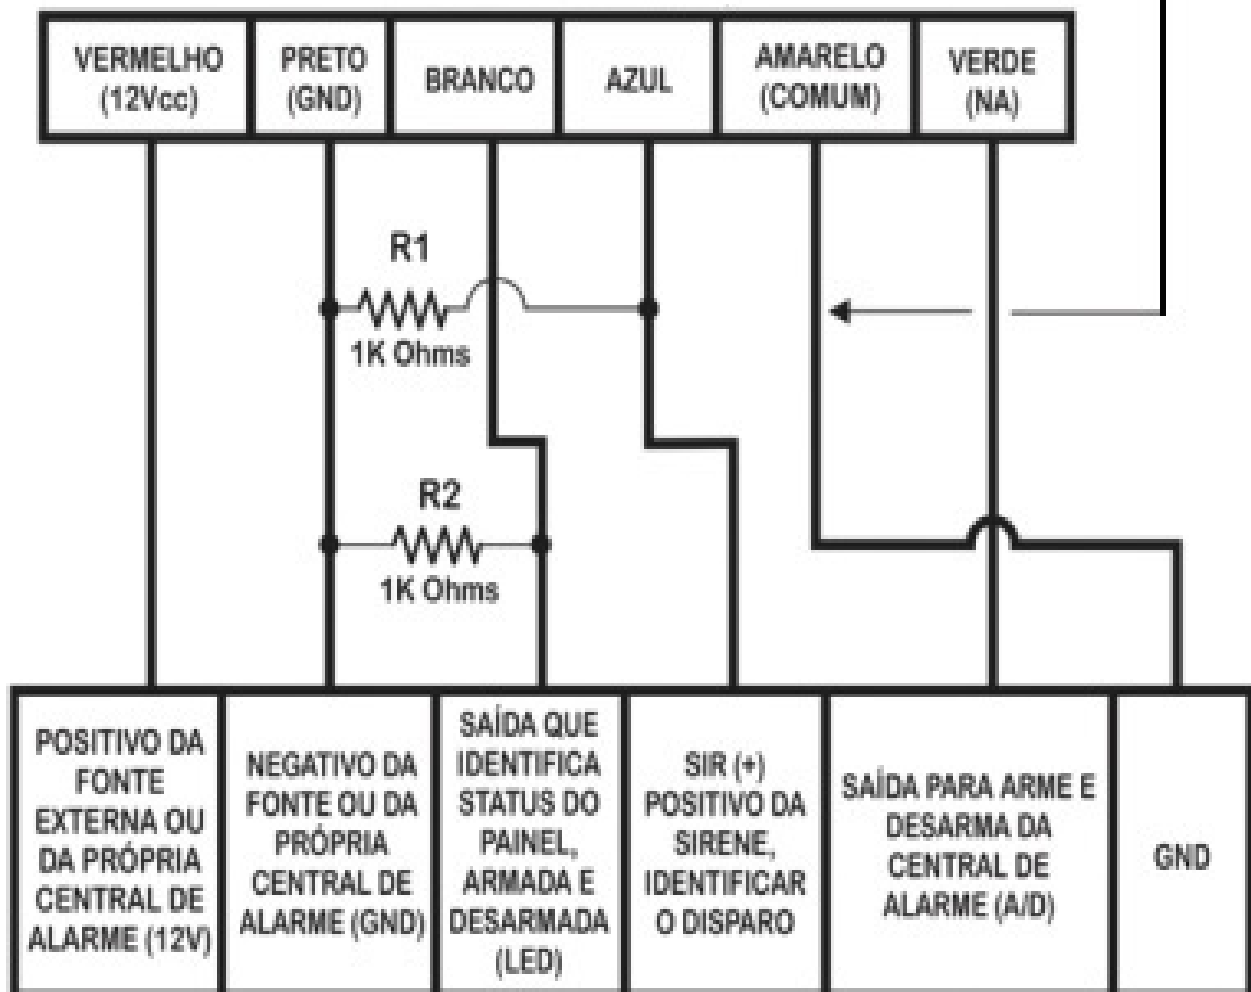 VERMELHO
(12Vcc)
PRETO
(GND)
BRANCO
AZUL
AMARELO
(COMUM)
VERDE
(NA)
R1
1K Ohms
R2
1K Ohms
POSITIVO DA
FONTE
EXTERNA OU
DA PRÓPRIA
CENTRAL DE
ALARME (12V)
NEGATIVO DA
FONTE OU DA
PRÓPRIA
CENTRAL DE
ALARME (GND)
SAÍDA QUE
IDENTIFICA
STATUS DO
PAINEL,
ARMADA E
DESARMADA
(LED)
SIR (+)
POSITIVO DA
SIRENE,
IDENTIFICAR
O DISPARO
SAÍDA PARA ARME E
DESARMA DA
CENTRAL DE
ALARME (A/D)
GND